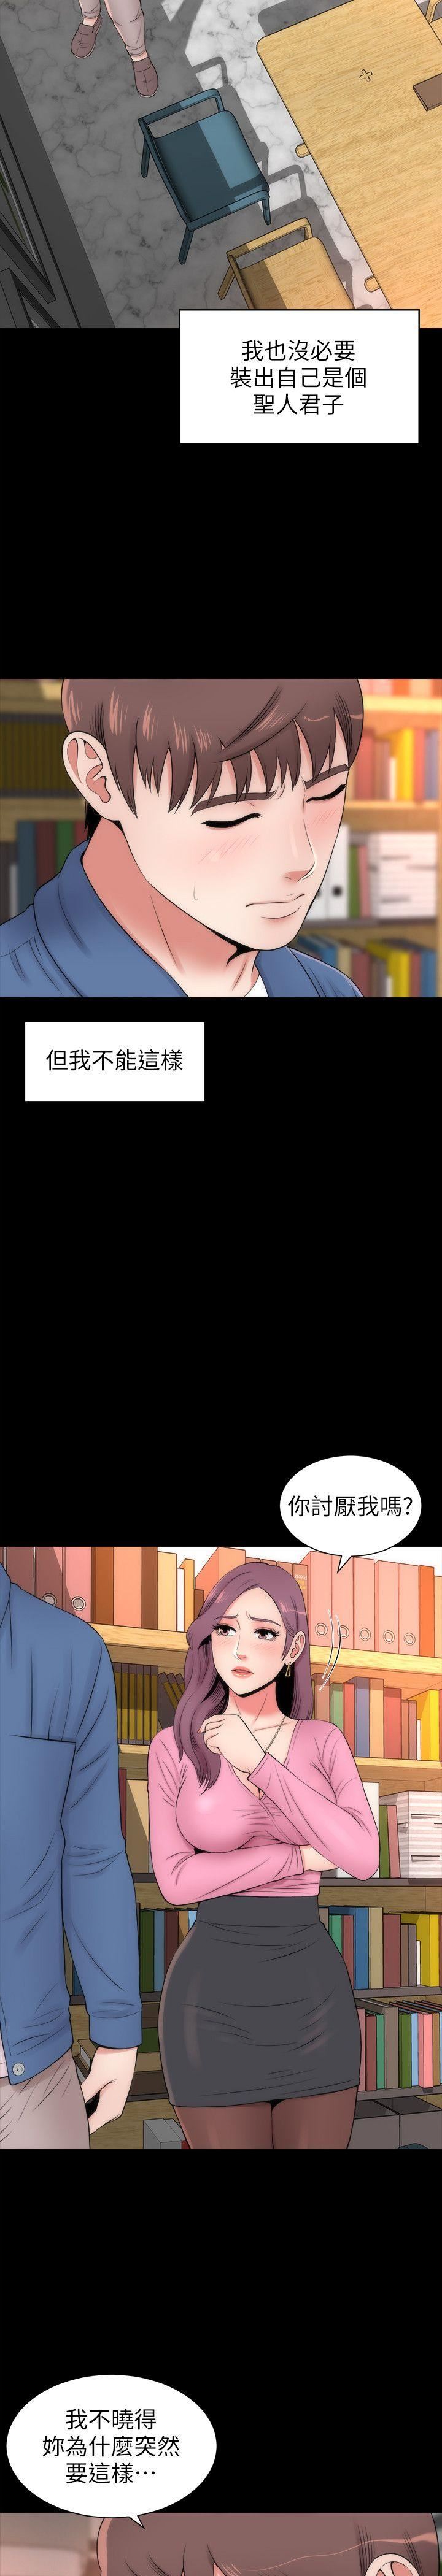 我也沒必要
裝出自己是個
聖人君子
但我不能這樣
你討厭我嗎?
我不曉得
妳為什麼突然
要這樣⋯